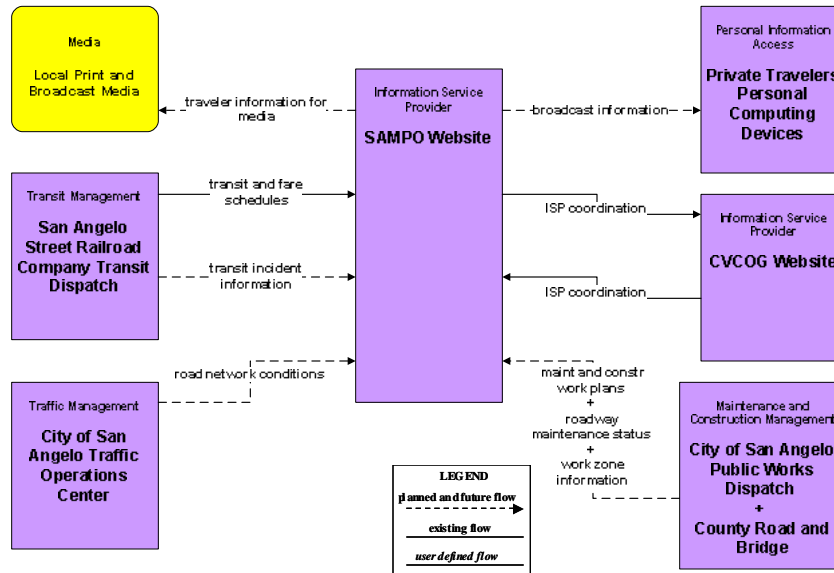 Media
Local Print and
Broadcast Media
traveler information for
media
Information Service
Provider
SAMPO Website
broadcast information
Personal Information
Access
Private Travelers
Personal
Computing
Devices
Transit Management
San Angelo
Street Railroad
Company Transit
Dispatch
transit and fare
schedules
transit incident
information
ISP coordination
Information Service
Provider
CVCOG Website
ISP coordination
Traffic Management
City of San
Angelo Traffic
Operations
Center
road network conditions
maint and constr
work plans
+
roadway
maintenance status
+
work zone
information
Maintenance and
Construction Management
City of San Angelo
Public Works
Dispatch
+
County Road and
Bridge
LEGEND
planned and future flow
existing flow
user defined flow